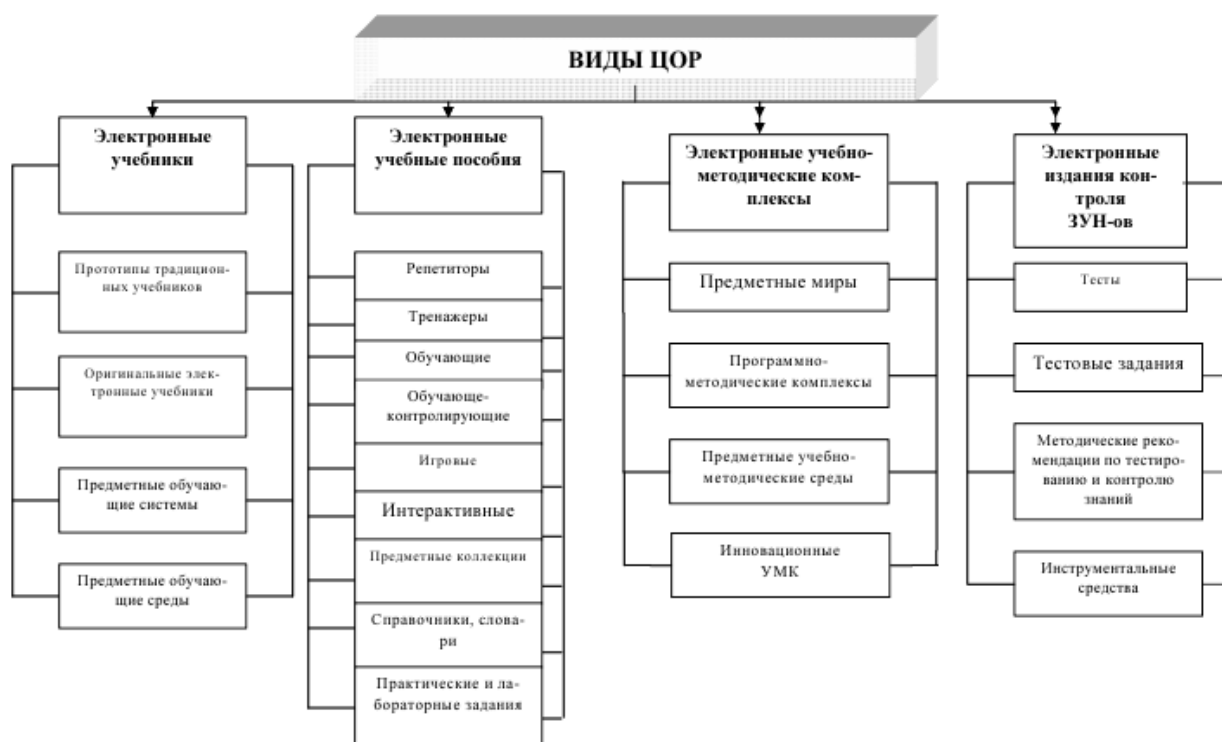 ВИДЫ ЦОР
Электронные
учебники
Прототипы традицион-
ных учебников
Оригинальные элек-
тронные учебники
Предметные обучаю-
щие системы
Предметные обучаю-
щие среды
Электронные
учебные пособия
Репетиторы
Тренажеры
Обучающие
Обучающе-
контролирующие
Игровые
Интерактивные
Предметные коллекции
Справочники, слова-
ри
Практические и ла-
бораторные задания
Электронные учебно-
методические ком-
плексы
Предметные миры
Программно-
методические комплексы
Предметные учебно-
методические среды
Инновационные
УМК
Электронные
издания кон-
троля
ЗУН-ов
Тесты
Тестовые задания
Методические реко-
мендации по тестиро-
ванию и контролю
знаний
Инструментальные
средства